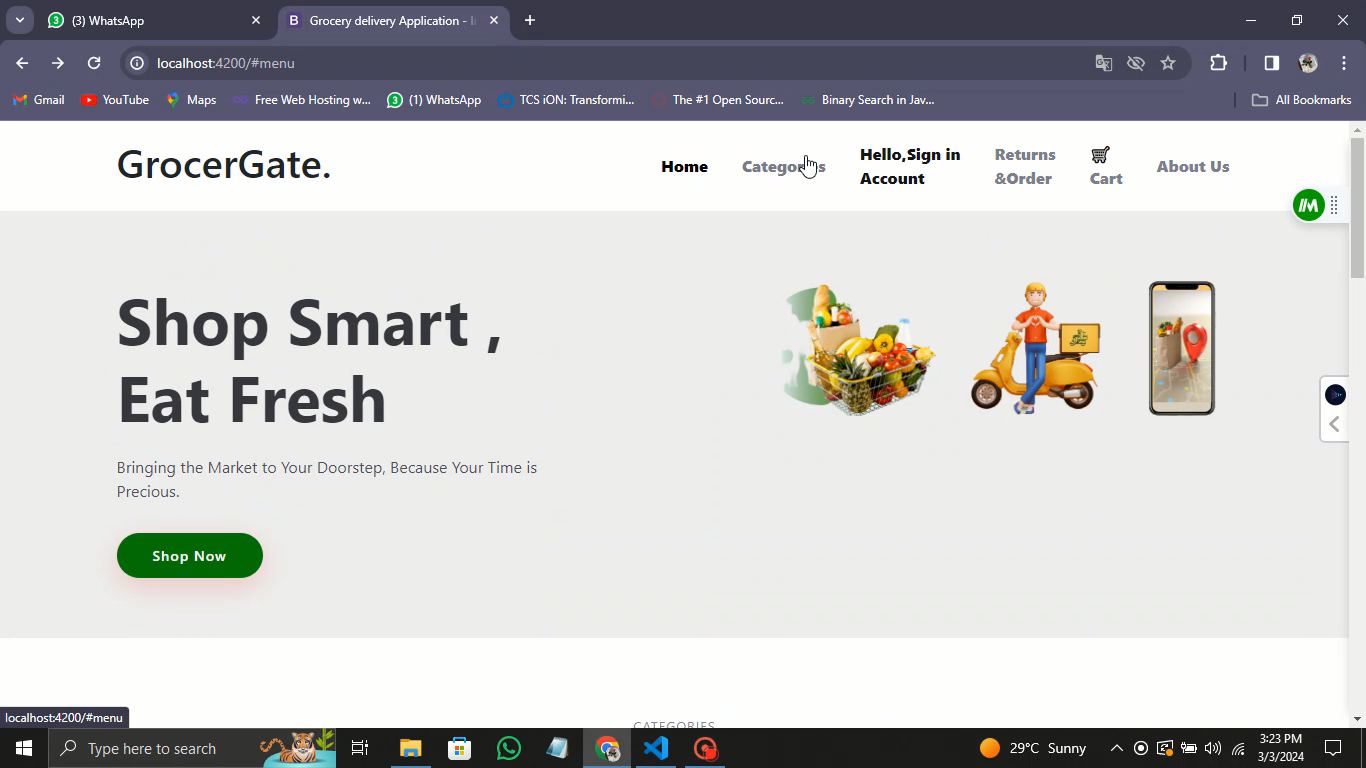 (3) WhatsApp
Grocery delivery Application - I
localhost:4200/#menu
Gmail
YouTube
Maps
Free Web Hosting w...
(1) WhatsApp
TCS iON: Transformi...
The #1 Open Sourc...
Binary Search in Jav...
All Bookmarks
GrocerGate.
Home
Categories
Hello,Sign in
Account
Returns
&Order
Cart
About Us
Shop Smart ,
Eat Fresh
Bringing the Market to Your Doorstep, Because Your Time is
Precious.
Shop Now
CATEGORIES
localhost:4200/#menu
Type here to search
29°C Sunny
3:23 PM
3/3/2024